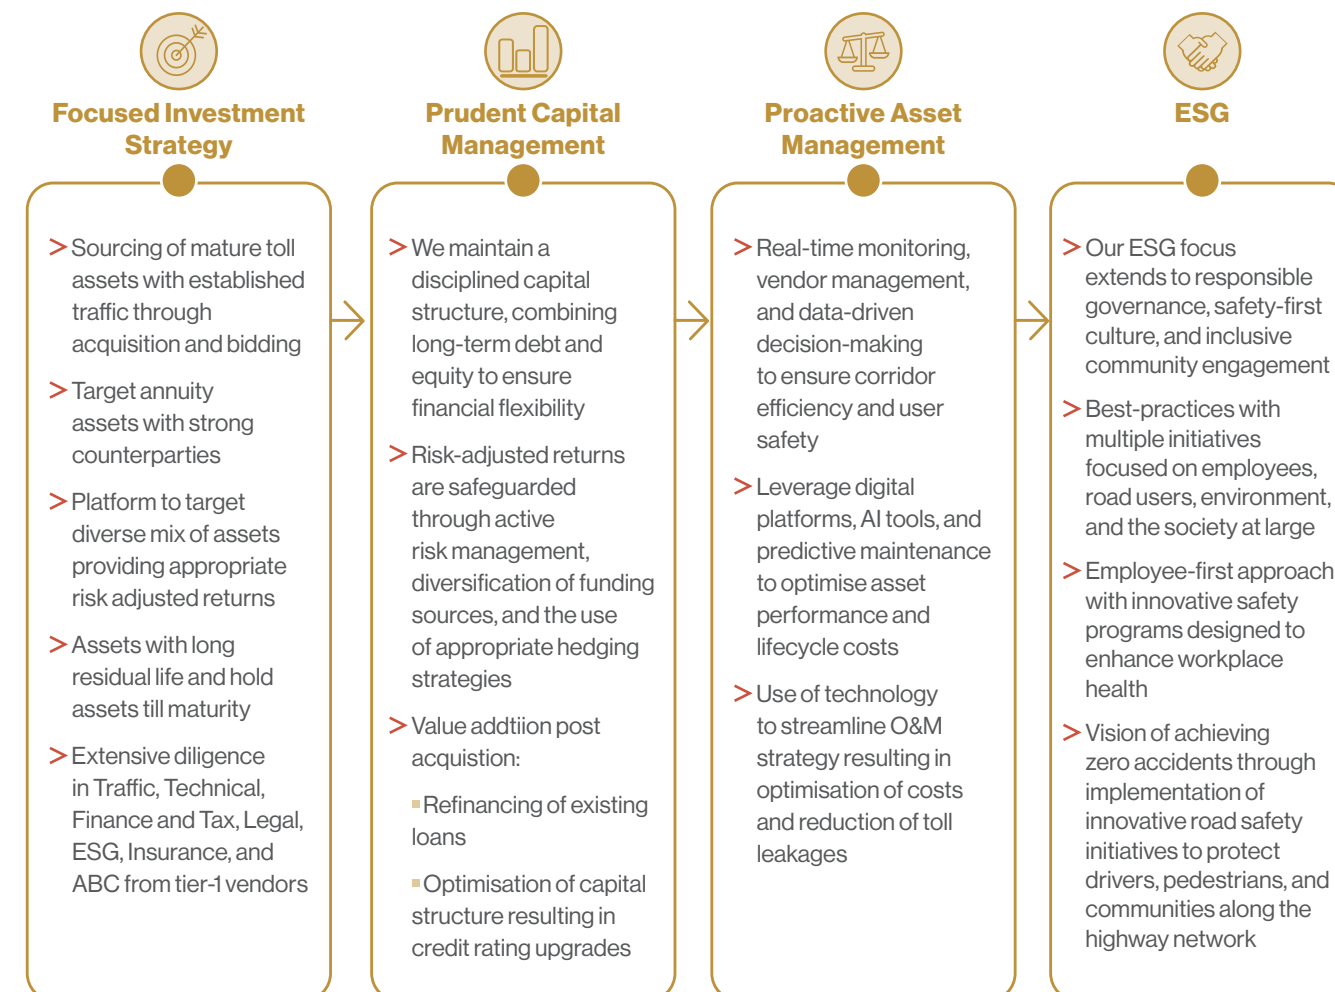 Focused Investment
Strategy
> Sourcing of mature toll
assets with established
traffic through
acquisition and bidding
> Target annuity
assets with strong
counterparties
> Platform to target
diverse mix of assets
providing appropriate
risk adjusted returns
> Assets with long
residual life and hold
assets till maturity
> Extensive diligence
in Traffic, Technical,
Finance and Tax, Legal,
ESG, Insurance, and
ABC from tier-1 vendors
Prudent Capital
Management
> We maintain a
disciplined capital
structure, combining
long-term debt and
equity to ensure
financial flexibility
> Risk-adjusted returns
are safeguarded
through active
risk management,
diversification of funding
sources, and the use
of appropriate hedging
strategies
> Value addtiion post
acquistion:
▪ Refinancing of existing
loans
▪ Optimisation of capital
structure resulting in
credit rating upgrades
Proactive Asset
Management
> Real-time monitoring,
vendor management,
and data-driven
decision-making
to ensure corridor
efficiency and user
safety
> Leverage digital
platforms, AI tools, and
predictive maintenance
to optimise asset
performance and
lifecycle costs
> Use of technology
to streamline O&M
strategy resulting in
optimisation of costs
and reduction of toll
leakages
ESG
> Our ESG focus
extends to responsible
governance, safety-first
culture, and inclusive
community engagement
> Best-practices with
multiple initiatives
focused on employees,
road users, environment,
and the society at large
> Employee-first approach
with innovative safety
programs designed to
enhance workplace
health
> Vision of achieving
zero accidents through
implementation of
innovative road safety
initiatives to protect
drivers, pedestrians, and
communities along the
highway network